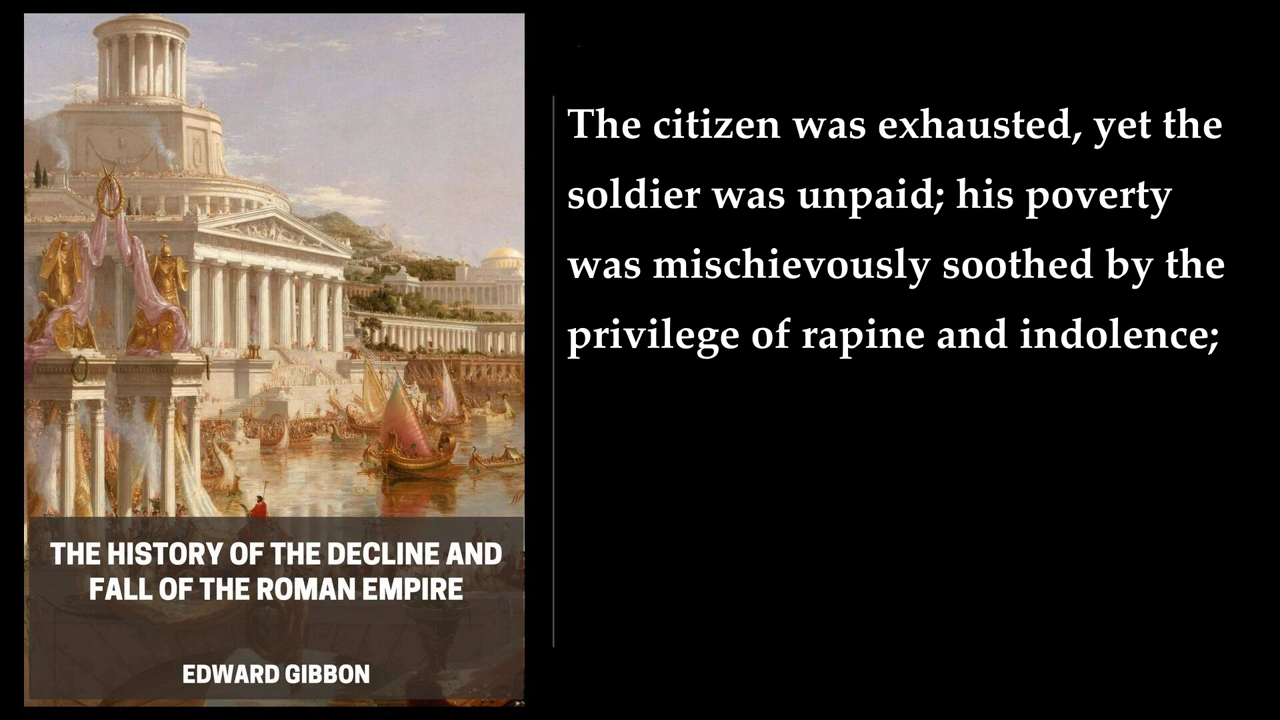 The citizen was exhausted, yet the
soldier was unpaid; his poverty
was mischievously soothed by the
privilege of rapine and indolence;
THE HISTORY OF THE DECLINE AND
FALL OF THE ROMAN EMPIRE
EDWARD GIBBON